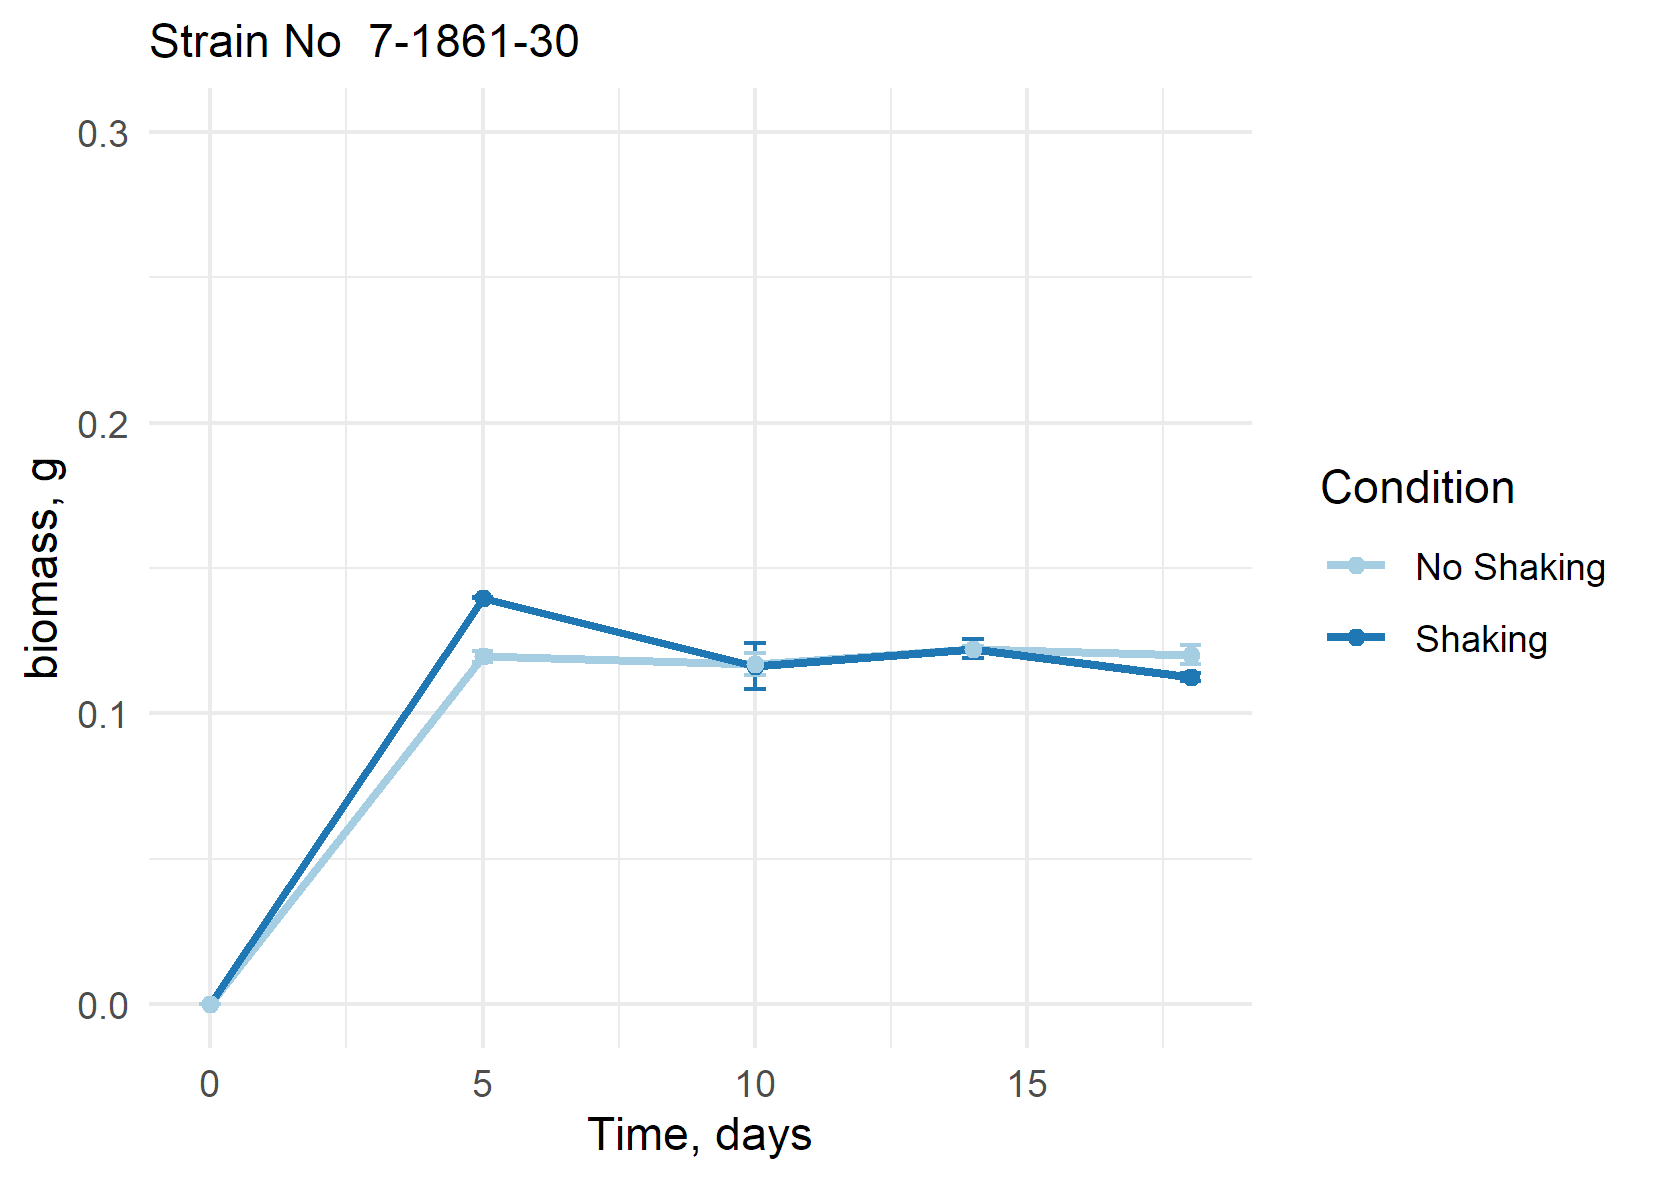 Strain No  7-1861-30
0.3
0.2
0.1
0.0
biomass, g
0 5 10 15
Time, days
Condition
No Shaking
Shaking